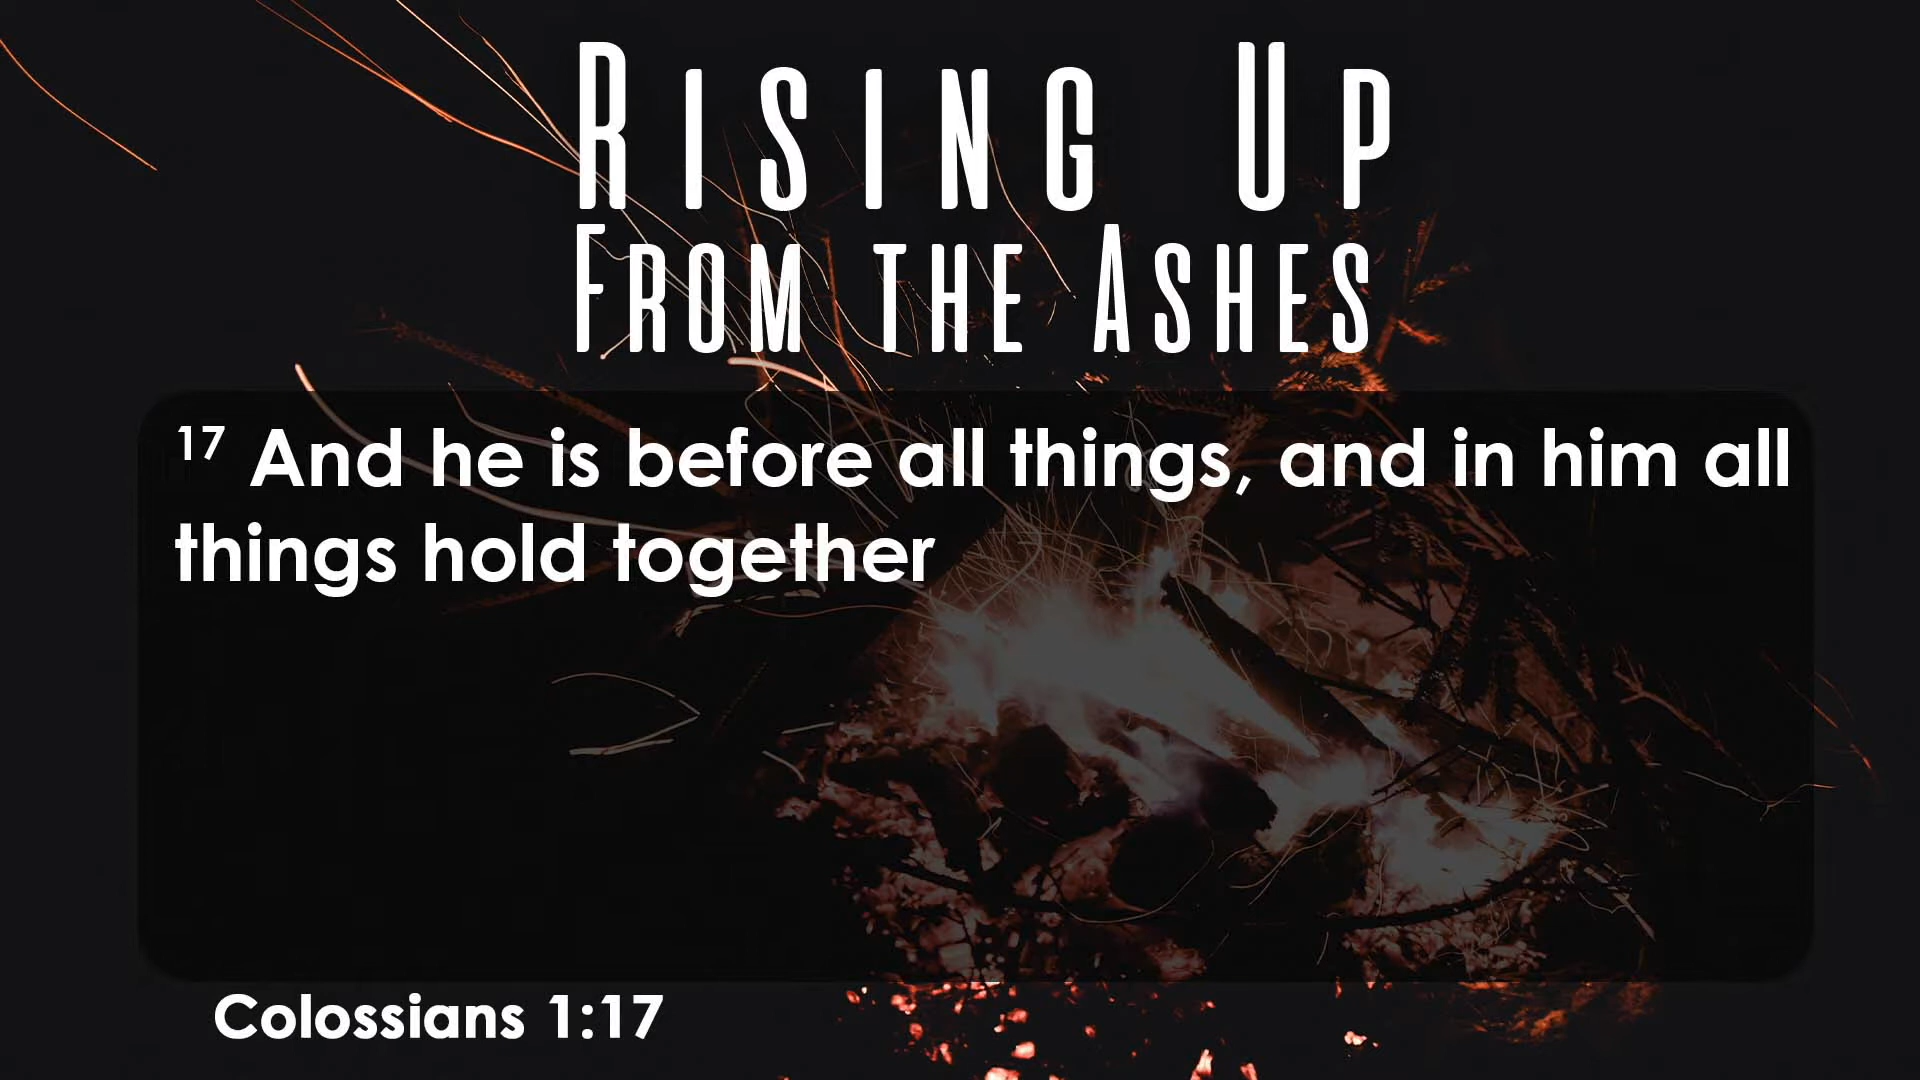 Rising Up
From the Ashes
17 And he is before all things, and in him all
things hold together
Colossians 1:17